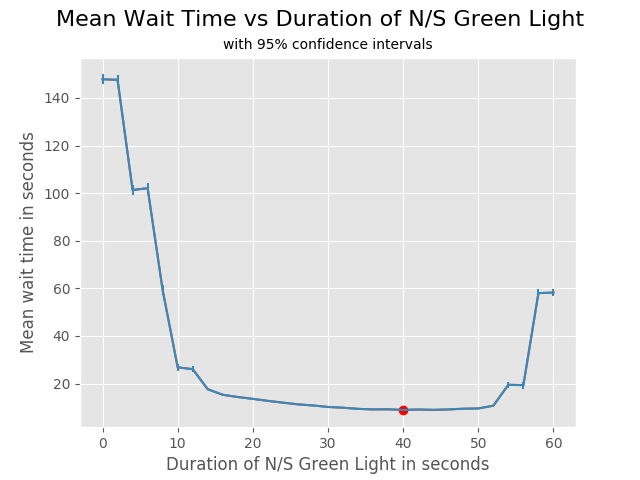 Mean Wait Time vs Duration of N/S Green Light
with 95% confidence intervals
Mean wait time in seconds
140
120
100
80
60
40
20
0 10 20 30 40 50 60
Duration of N/S Green Light in seconds